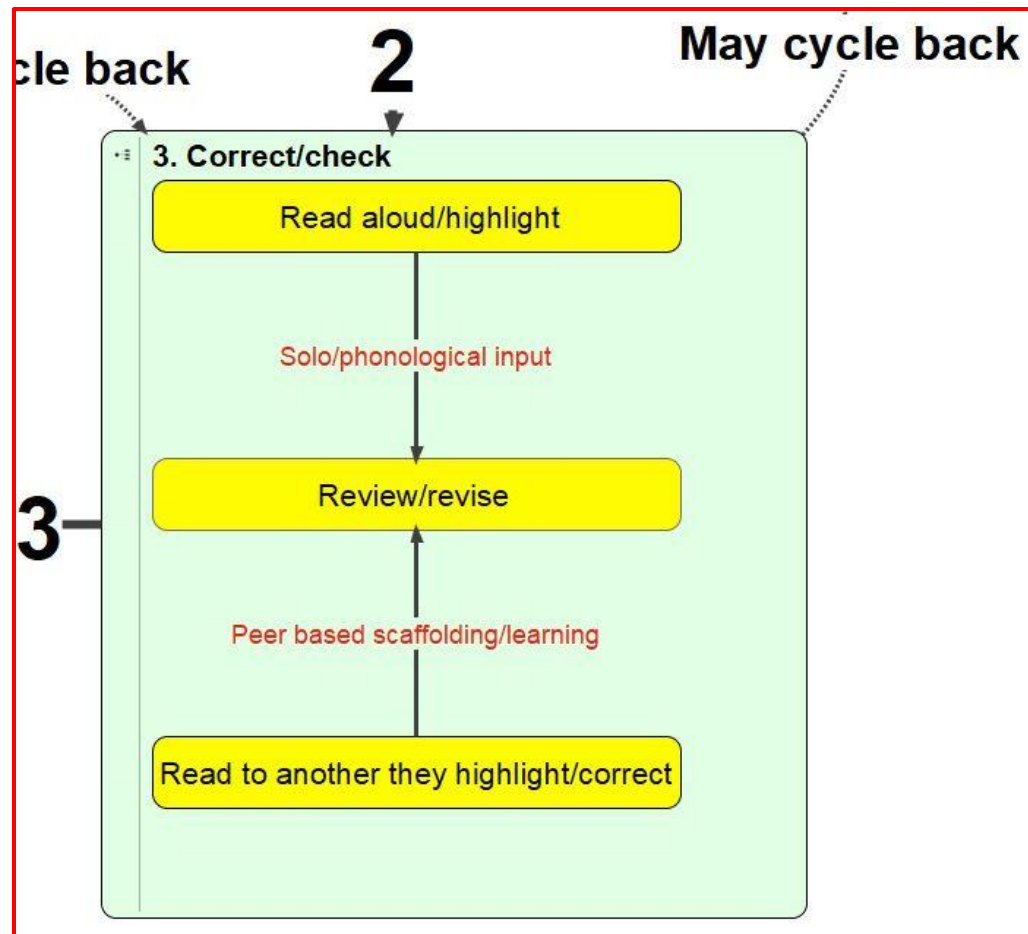 cle back
2
May cycle back
3. Correct/check
Read aloud/highlight
Solo/phonological input
Review/revise
3
Peer based scaffolding/learning
Read to another they highlight/correct